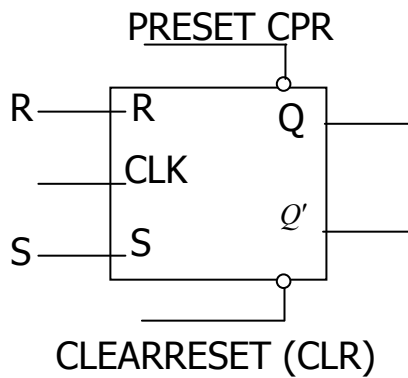 PRESET CPR
R R Q
CLK
Q'
S S
CLEARRESET (CLR)